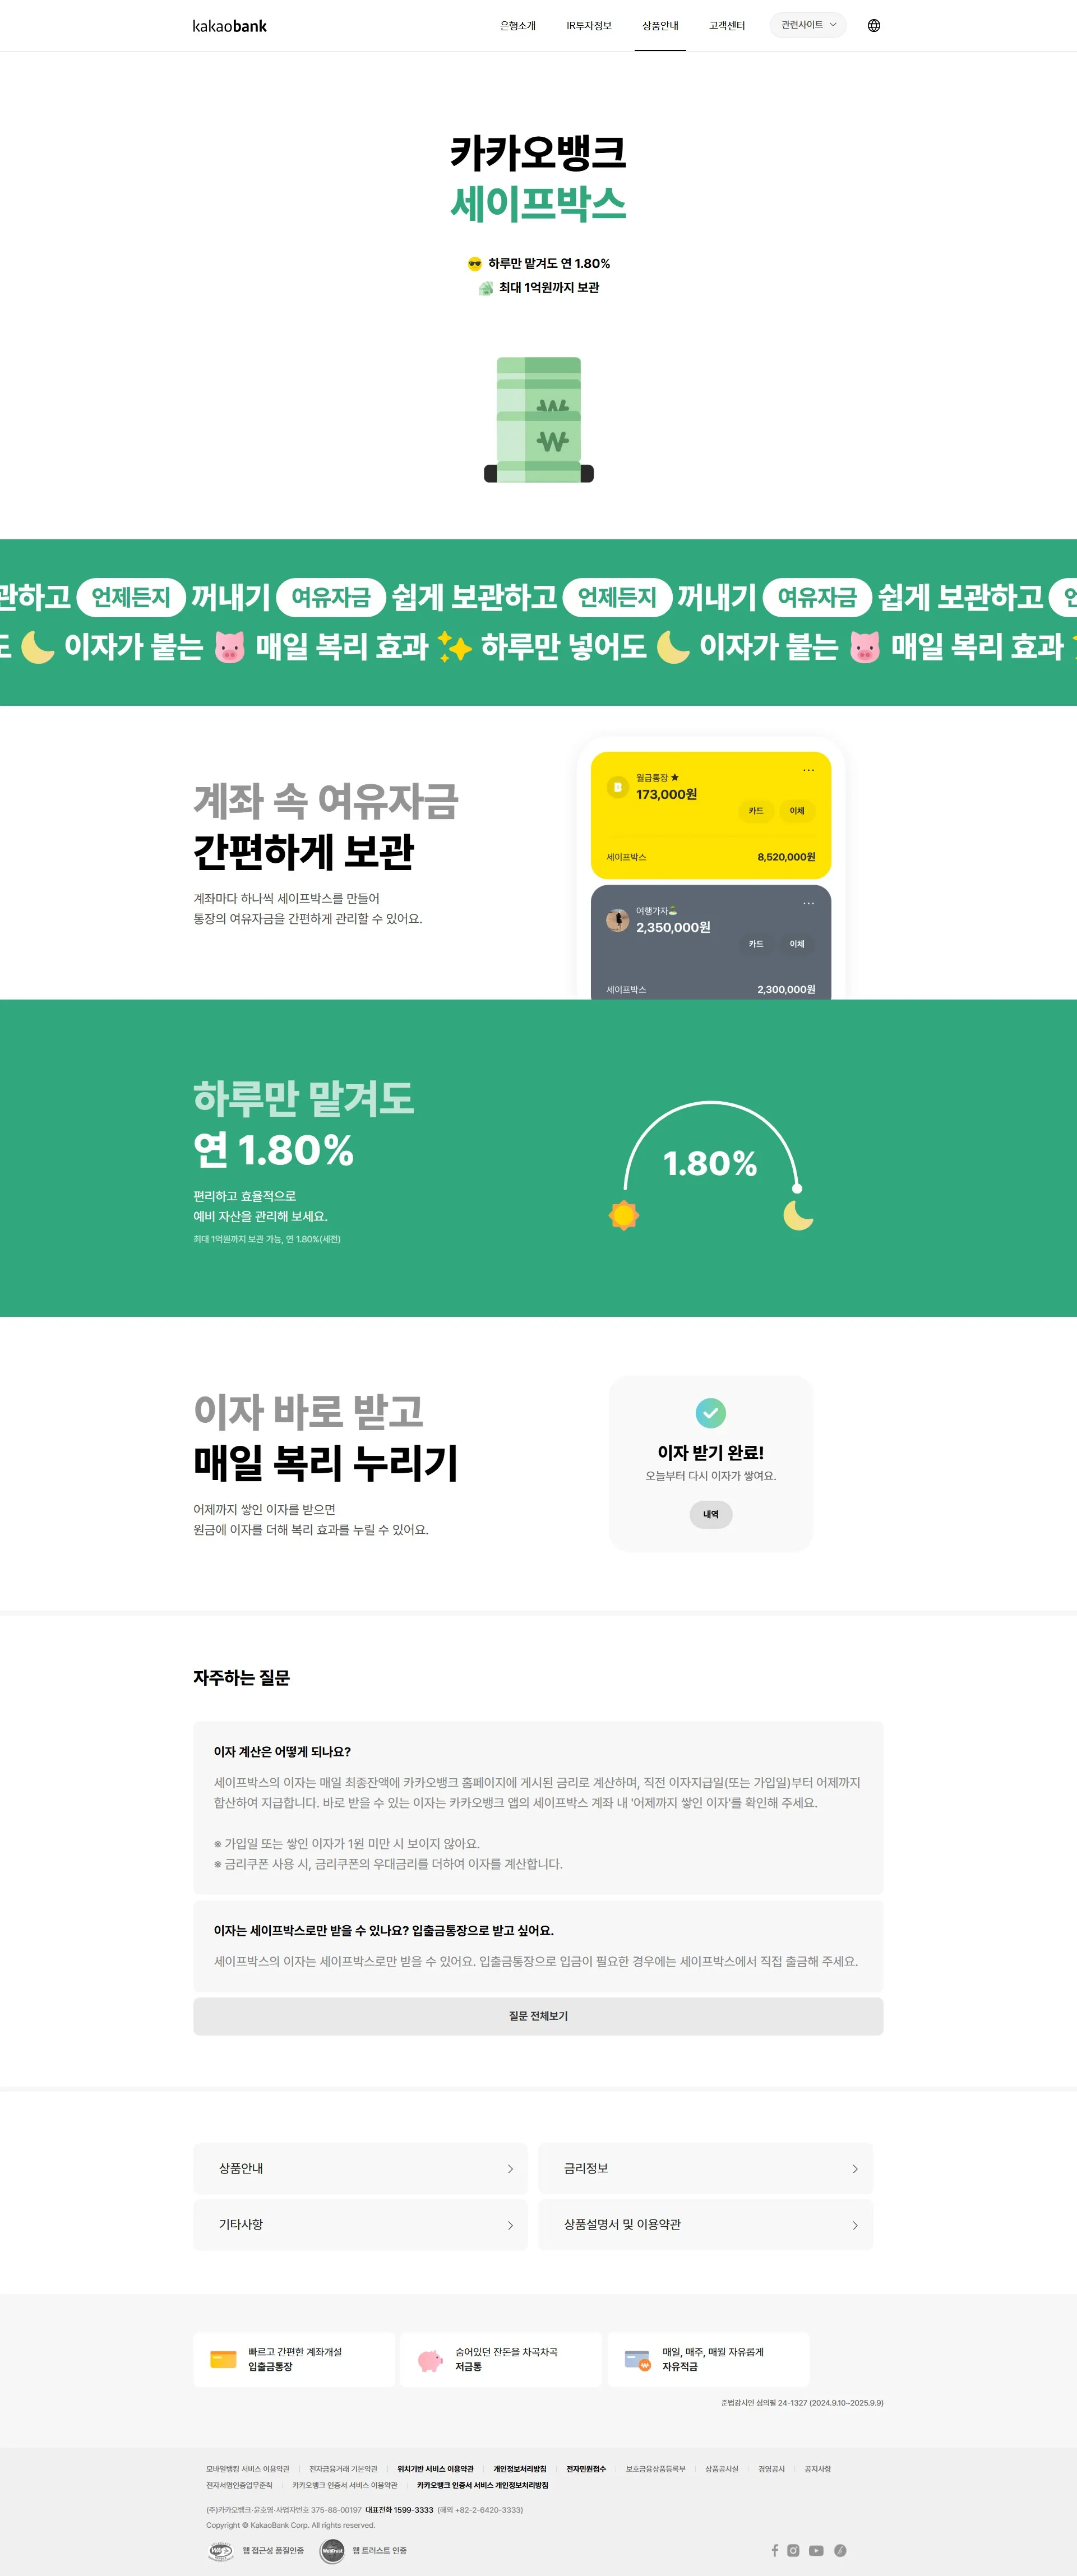 kakaobank
은행소개
IR투자정보
상품안내
고객센터
관련사이트
카카오뱅크
세이프박스
하루만 맡겨도 연 1.80%
최대 1억원까지 보관
관하고 언제든지 꺼내기 여유자금 쉽게 보관하고 언제든지 꺼내기 여유자금 쉽게 보관하고
도 이자가 붙는 매일 복리 효과 하루만 넣어도 이자가 붙는 매일 복리 효과
계좌 속 여유자금
간편하게 보관
계좌마다 하나씩 세이프박스를 만들어
통장의 여유자금을 간편하게 관리할 수 있어요.
월급통장
173,000원
카드
이체
세이프박스
8,520,000원
여행가자
2,350,000원
카드
이체
세이프박스
2,300,000원
하루만 맡겨도
연 1.80%
편리하고 효율적으로
예비 자산을 관리해 보세요.
최대 1억원까지 보관 가능, 연 1.80%(세전)
1.80%
이자 바로 받고
매일 복리 누리기
어제까지 쌓인 이자를 받으면
원금에 이자를 더해 복리 효과를 누릴 수 있어요.
이자 받기 완료!
오늘부터 다시 이자가 쌓여요.
내역
자주하는 질문
이자 계산은 어떻게 되나요?
세이프박스의 이자는 매일 최종잔액에 카카오뱅크 홈페이지에 게시된 금리로 계산하며, 직전 이자지급일(또는 가입일)부터 어제까지
합산하여 지급합니다. 바로 받을 수 있는 이자는 카카오뱅크 앱의 세이프박스 계좌 내 '어제까지 쌓인 이자'를 확인해 주세요.
※ 가입일 또는 쌓인 이자가 1원 미만 시 보이지 않아요.
※ 금리쿠폰 사용 시, 금리쿠폰의 우대금리를 더하여 이자를 계산합니다.
이자는 세이프박스로만 받을 수 있나요? 입출금통장으로 받고 싶어요.
세이프박스의 이자는 세이프박스로만 받을 수 있어요. 입출금통장으로 입금이 필요한 경우에는 세이프박스에서 직접 출금해 주세요.
질문 전체보기
상품안내
금리정보
기타사항
상품설명서 및 이용약관
빠르고 간편한 계좌개설
입출금통장
숨어있던 잔돈을 차곡차곡
저금통
매일, 매주, 매월 자유롭게
자유적금
준법감시인 심의필 24-1327 (2024.9.10~2025.9.9)
모바일뱅킹 서비스 이용약관
전자금융거래 기본약관
위치기반 서비스 이용약관
개인정보처리방침
전자민원접수
보호금융상품등록부
상품공시실
경영공시
공지사항
전자서명인증업무준칙
카카오뱅크 인증서 서비스 이용약관
카카오뱅크 인증서 서비스 개인정보처리방침
(주)카카오뱅크·윤호영·사업자번호 375-88-00197 대표전화 1599-3333 (해외 +82-2-6420-3333)
Copyright © KakaoBank Corp. All rights reserved.
웹 접근성 품질인증
WebTrust
웹 트러스트 인증